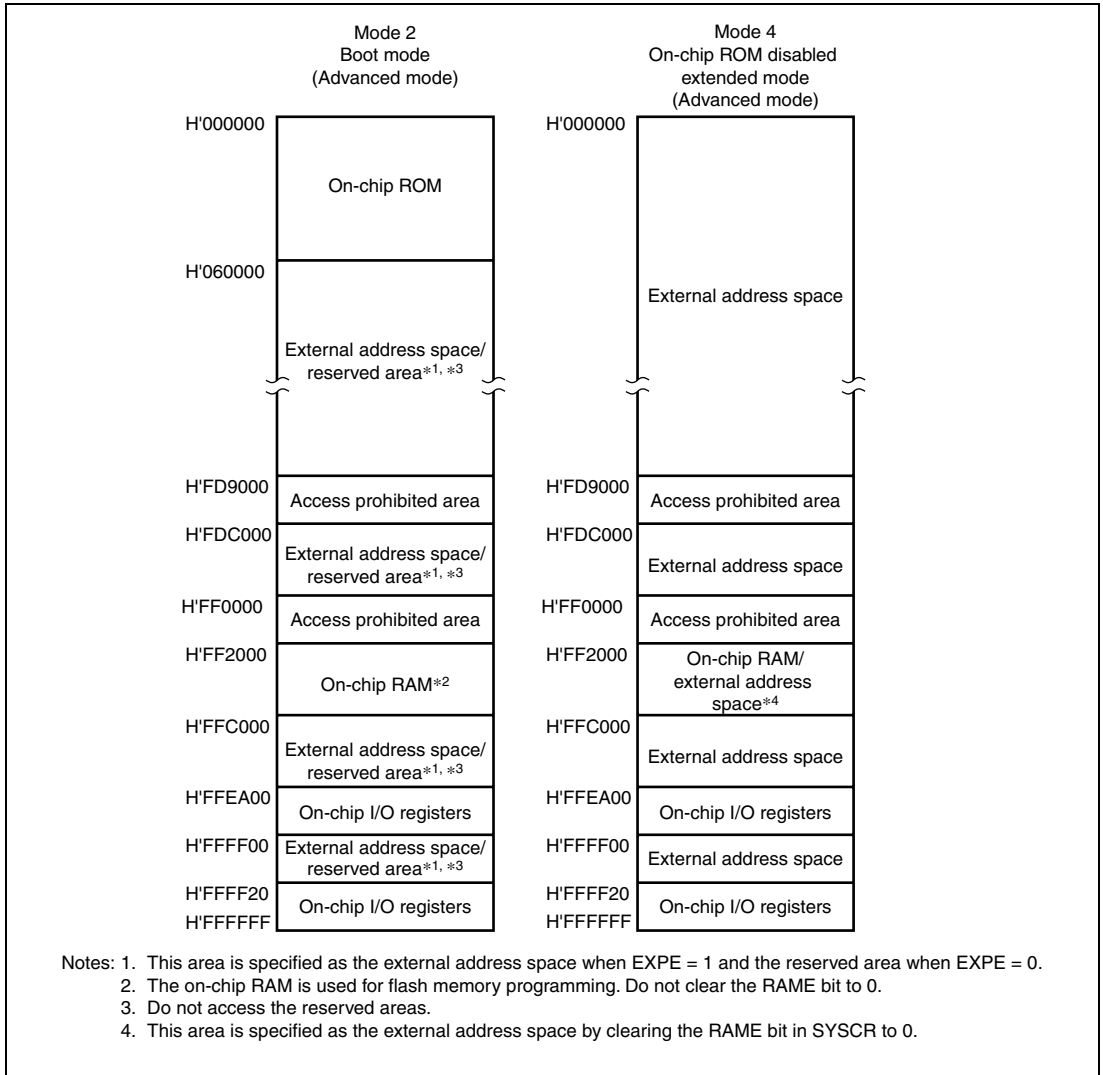 Mode 2
Boot mode
(Advanced mode)
H'000000
On-chip ROM
H'060000
External address space/
reserved area*1, *3
H'FD9000
Access prohibited area
H'FDC000
External address space/
reserved area*1, *3
H'FF0000
Access prohibited area
H'FF2000
On-chip RAM*2
H'FFC000
External address space/
reserved area*1, *3
H'FFEA00
On-chip I/O registers
H'FFFF00
External address space/
reserved area*1, *3
H'FFFF20
On-chip I/O registers
H'FFFFFF
Mode 4
On-chip ROM disabled
extended mode
(Advanced mode)
H'000000
External address space
H'FD9000
Access prohibited area
H'FDC000
External address space
H'FF0000
Access prohibited area
H'FF2000
On-chip RAM/
external address
space*4
H'FFC000
External address space
H'FFEA00
On-chip I/O registers
H'FFFF00
External address space
H'FFFF20
On-chip I/O registers
H'FFFFFF
Notes: 1. This area is specified as the external address space when EXPE = 1 and the reserved area when EXPE = 0.
2. The on-chip RAM is used for flash memory programming. Do not clear the RAME bit to 0.
3. Do not access the reserved areas.
4. This area is specified as the external address space by clearing the RAME bit in SYSCR to 0.